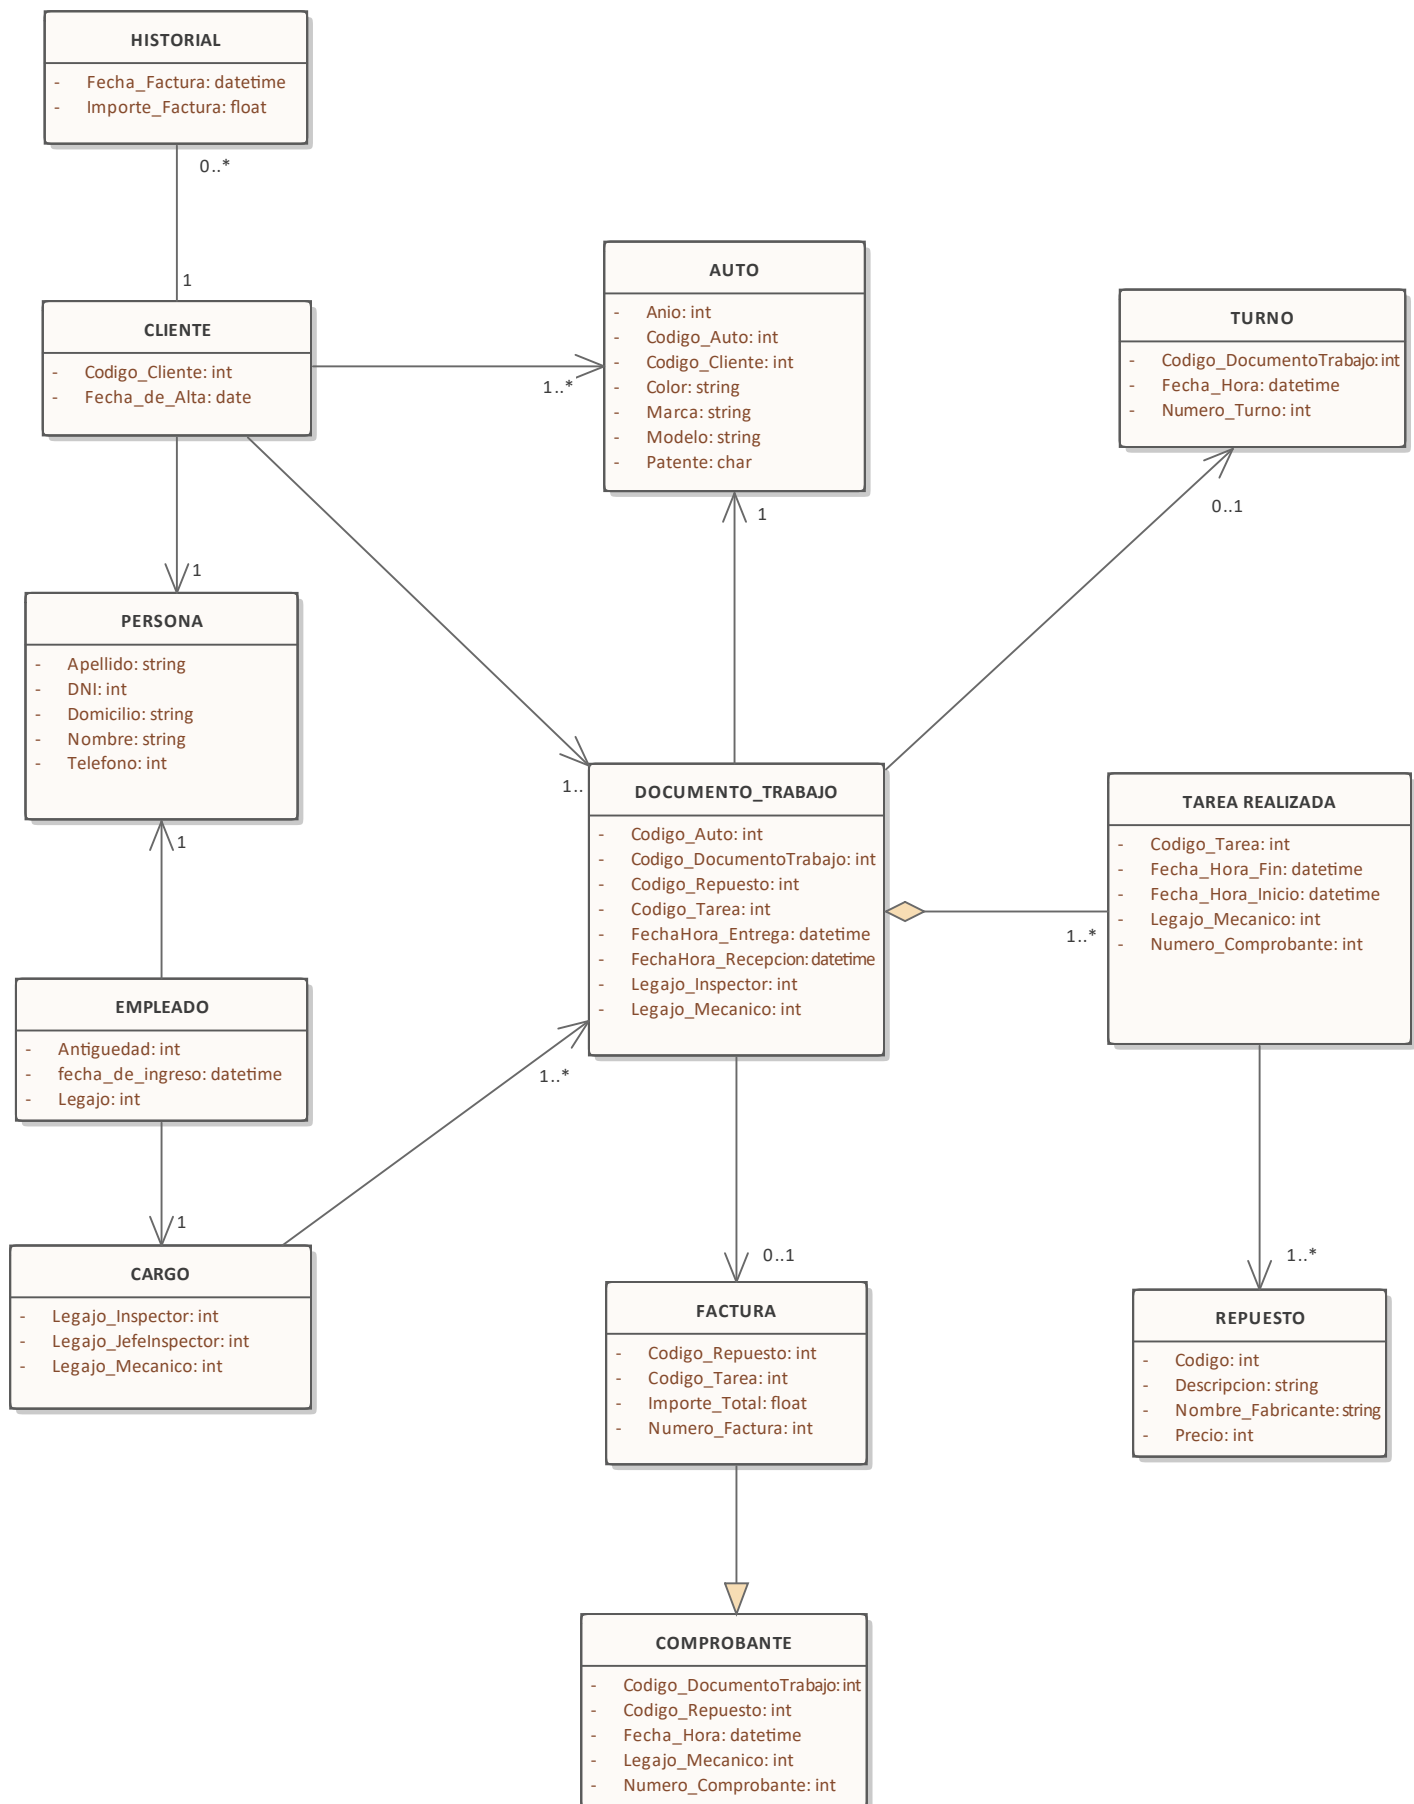 HISTORIAL
- Fecha_Factura: datetime
- Importe_Factura: float
0..*
1
CLIENTE
- Codigo_Cliente: int
- Fecha_de_Alta: date
1..*
AUTO
- Anio: int
- Codigo_Auto: int
- Codigo_Cliente: int
- Color: string
- Marca: string
- Modelo: string
- Patente: char
TURNO
- Codigo_DocumentoTrabajo: int
- Fecha_Hora: datetime
- Numero_Turno: int
1
0..1
1
PERSONA
- Apellido: string
- DNI: int
- Domicilio: string
- Nombre: string
- Telefono: int
1
1..
DOCUMENTO_TRABAJO
- Codigo_Auto: int
- Codigo_DocumentoTrabajo: int
- Codigo_Repuesto: int
- Codigo_Tarea: int
- FechaHora_Entrega: datetime
- FechaHora_Recepcion: datetime
- Legajo_Inspector: int
- Legajo_Mecanico: int
TAREA REALIZADA
- Codigo_Tarea: int
- Fecha_Hora_Fin: datetime
- Fecha_Hora_Inicio: datetime
- Legajo_Mecanico: int
- Numero_Comprobante: int
1..*
EMPLEADO
- Antiguedad: int
- fecha_de_ingreso: datetime
- Legajo: int
1..*
1
CARGO
- Legajo_Inspector: int
- Legajo_JefeInspector: int
- Legajo_Mecanico: int
0..1
FACTURA
- Codigo_Repuesto: int
- Codigo_Tarea: int
- Importe_Total: float
- Numero_Factura: int
1..*
REPUESTO
- Codigo: int
- Descripcion: string
- Nombre_Fabricante: string
- Precio: int
COMPROBANTE
- Codigo_DocumentoTrabajo: int
- Codigo_Repuesto: int
- Fecha_Hora: datetime
- Legajo_Mecanico: int
- Numero_Comprobante: int